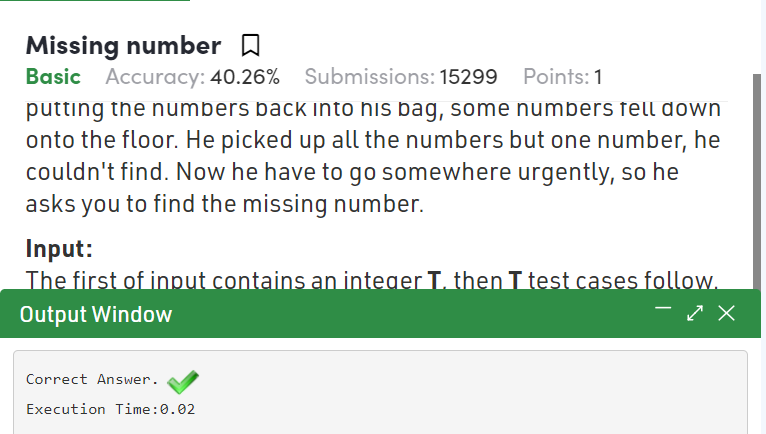 Missing number
Basic Accuracy: 40.26% Submissions: 15299 Points: 1
putting the numbers back into his bag, some numbers fell down
onto the floor. He picked up all the numbers but one number, he
couldn't find. Now he have to go somewhere urgently, so he
asks you to find the missing number.
Input:
The first of input contains an integer T, then T test cases follow.
Output Window
Correct Answer.
Execution Time:0.02